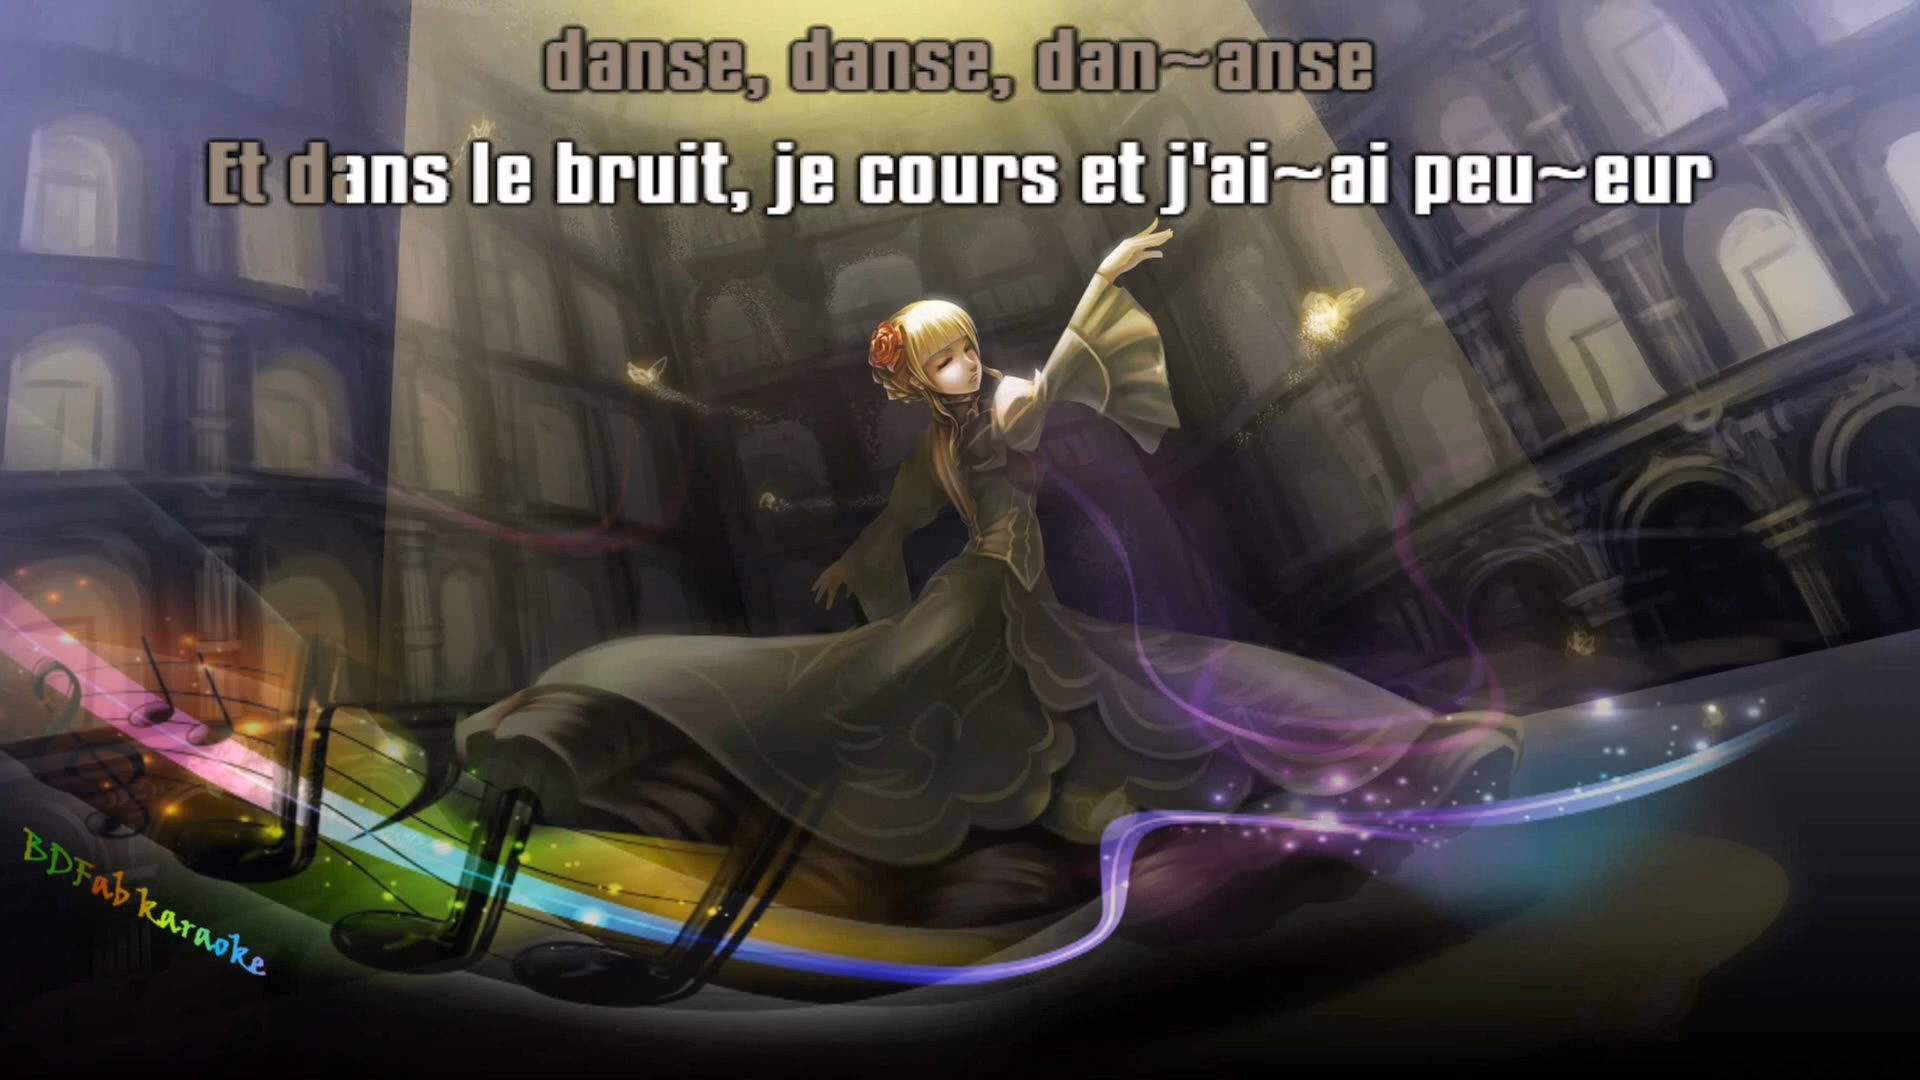 danse, danse, dan~anse
Et dans le bruit, je cours et j'ai~ai peu~eur
BDFab karaoke